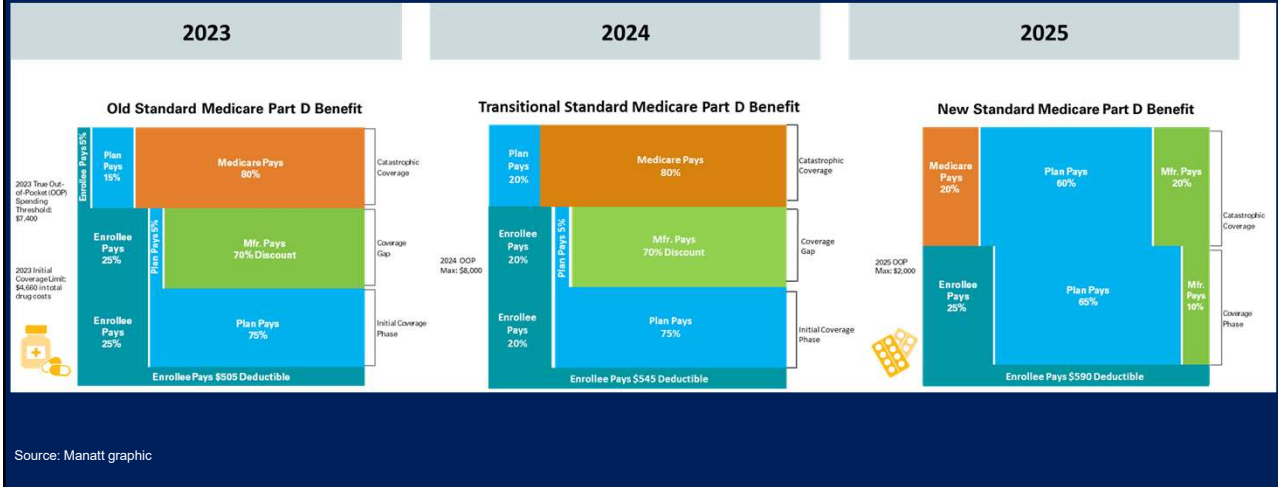 2023
2024
2025
Old Standard Medicare Part D Benefit
2023 True Out-
of-Pocket (OOP)
Spending
Threshold:
$7,400
2023 Initial
Coverage Limit:
$4,660 in total
drug costs
Enrollee Pays 5%
Plan
Pays
15%
Medicare Pays
80%
Catastrophic
Coverage
Enrollee
Pays
25%
Plan Pays 5%
Mfr. Pays
70% Discount
Coverage
Gap
Enrollee
Pays
25%
Plan Pays
75%
Initial Coverage
Phase
Enrollee Pays $505 Deductible
Transitional Standard Medicare Part D Benefit
2024 OOP
Max: $8,000
Plan
Pays
20%
Medicare Pays
80%
Catastrophic
Coverage
Enrollee
Pays
20%
Plan Pays 5%
Mfr. Pays
70% Discount
Coverage
Gap
Enrollee
Pays
20%
Plan Pays
75%
Initial Coverage
Phase
Enrollee Pays $545 Deductible
New Standard Medicare Part D Benefit
2025 OOP
Max: $2,000
Medicare
Pays
20%
Plan Pays
60%
Mfr. Pays
20%
Catastrophic
Coverage
Enrollee
Pays
25%
Plan Pays
65%
Mfr.
Pays
10%
Coverage
Phase
Enrollee Pays $590 Deductible
Source: Manatt graphic